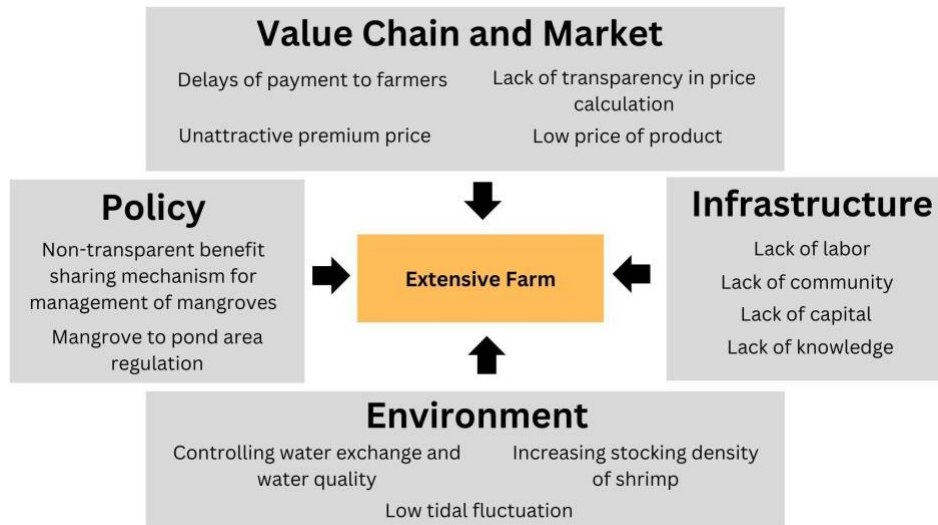 Value Chain and Market
Delays of payment to farmers
Lack of transparency in price
calculation
Unattractive premium price
Low price of product
Policy
Non-transparent benefit
sharing mechanism for
management of mangroves
Mangrove to pond area
regulation
Extensive Farm
Infrastructure
Lack of labor
Lack of community
Lack of capital
Lack of knowledge
Environment
Controlling water exchange and
water quality
Increasing stocking density
of shrimp
Low tidal fluctuation